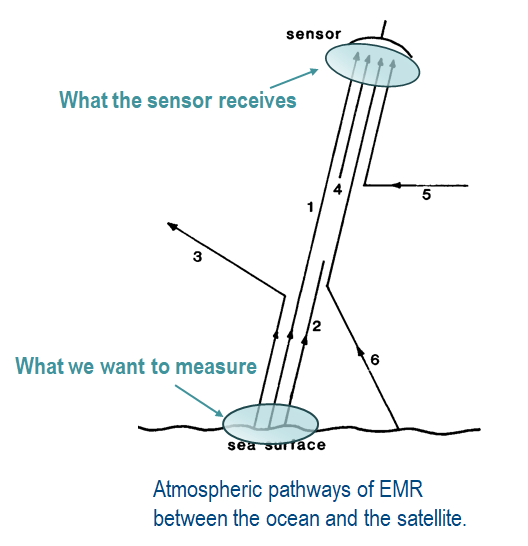 sensor
What the sensor receives
4
5
1
3
2
6
What we want to measure
sea surface
Atmospheric pathways of EMR
between the ocean and the satellite.